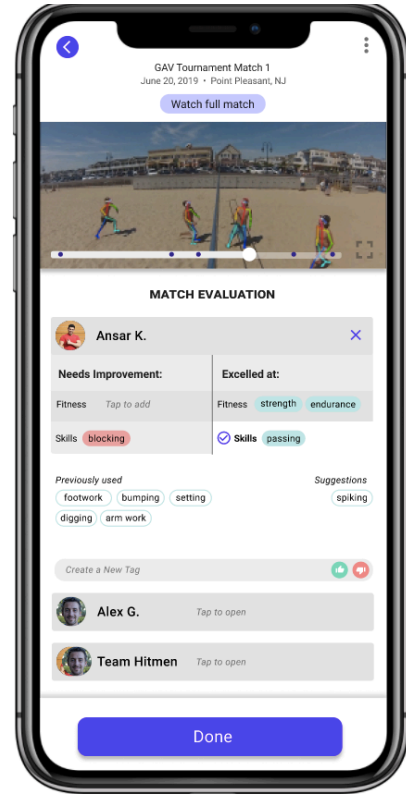 GAV Tournament Match 1
June 20, 2019 • Point Pleasant, NJ
Watch full match
MATCH EVALUATION
Ansar K.
Needs Improvement:
Excelled at:
Fitness Tap to add
Fitness strength endurance
Skills blocking
Skills passing
Previously used
Suggestions
footwork bumping setting
spiking
digging arm work
Create a New Tag
Alex G. Tap to open
Team Hitmen Tap to open
Done